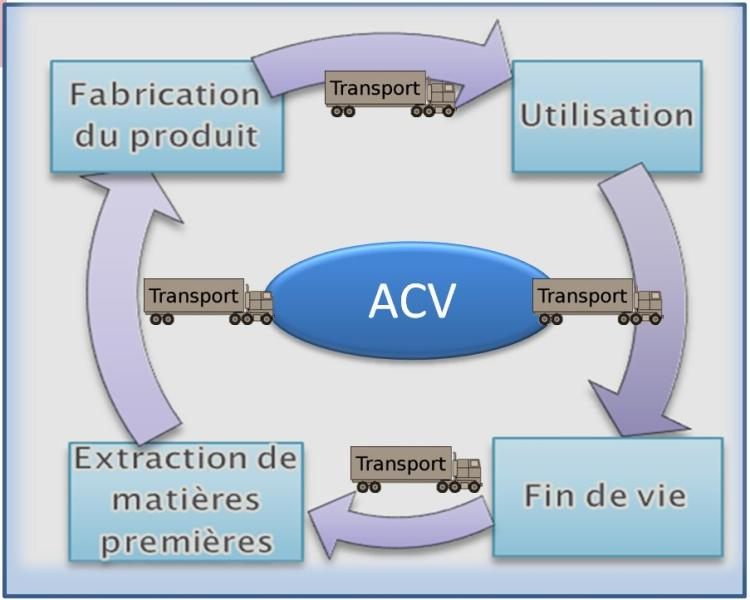 Fabrication
du produit
Transport
Utilisation
Transport
ACV
Transport
Extraction de
matières
premières
Transport
Fin de vie